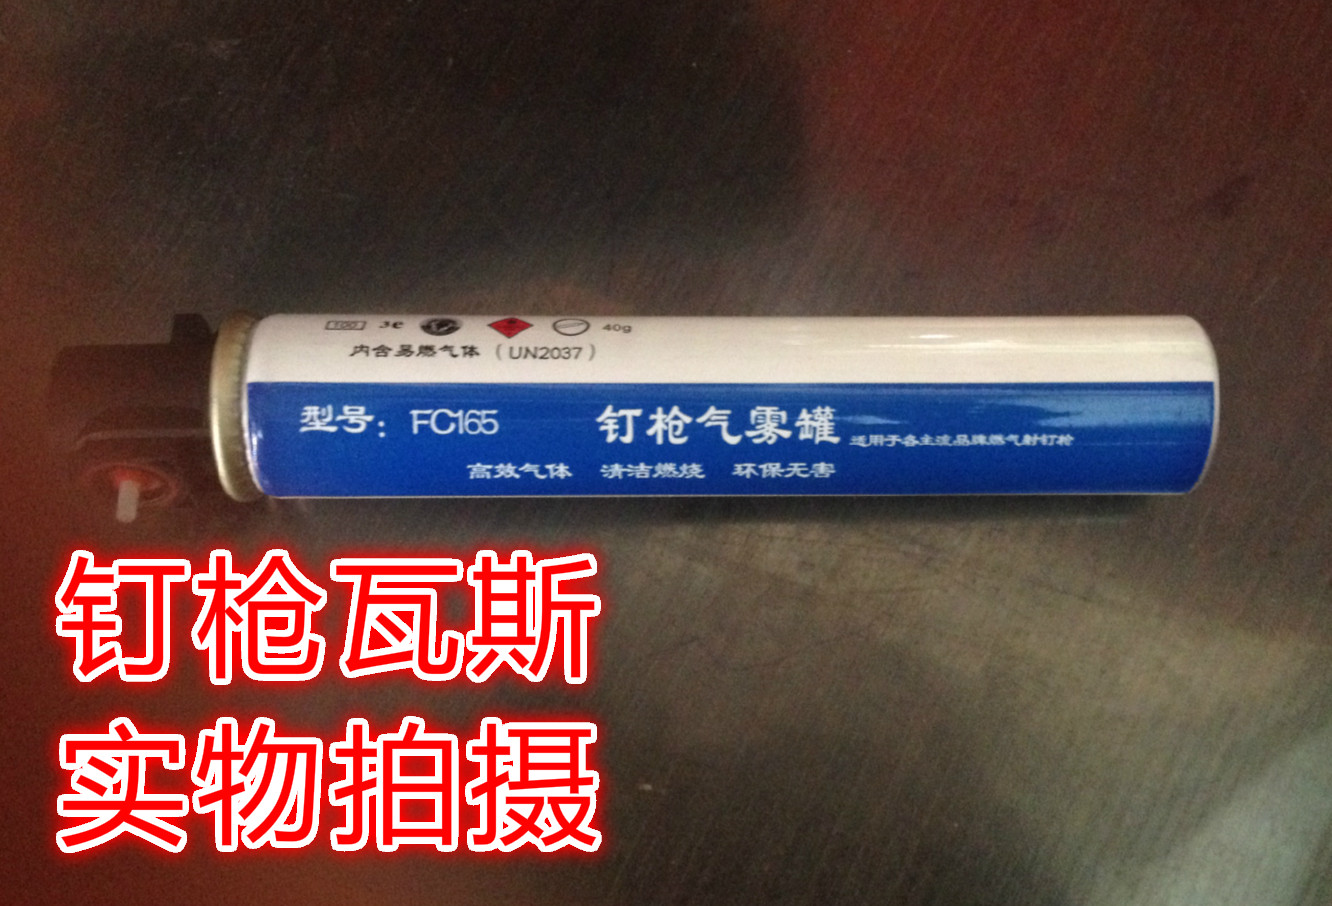 100 3e 40g
内含易燃气体（UN2037）
型号：FC165 钉枪气雾罐 适用于各主流品牌燃气射钉枪
高效气体 清洁燃烧 环保无害
钉枪瓦斯
实物拍摄